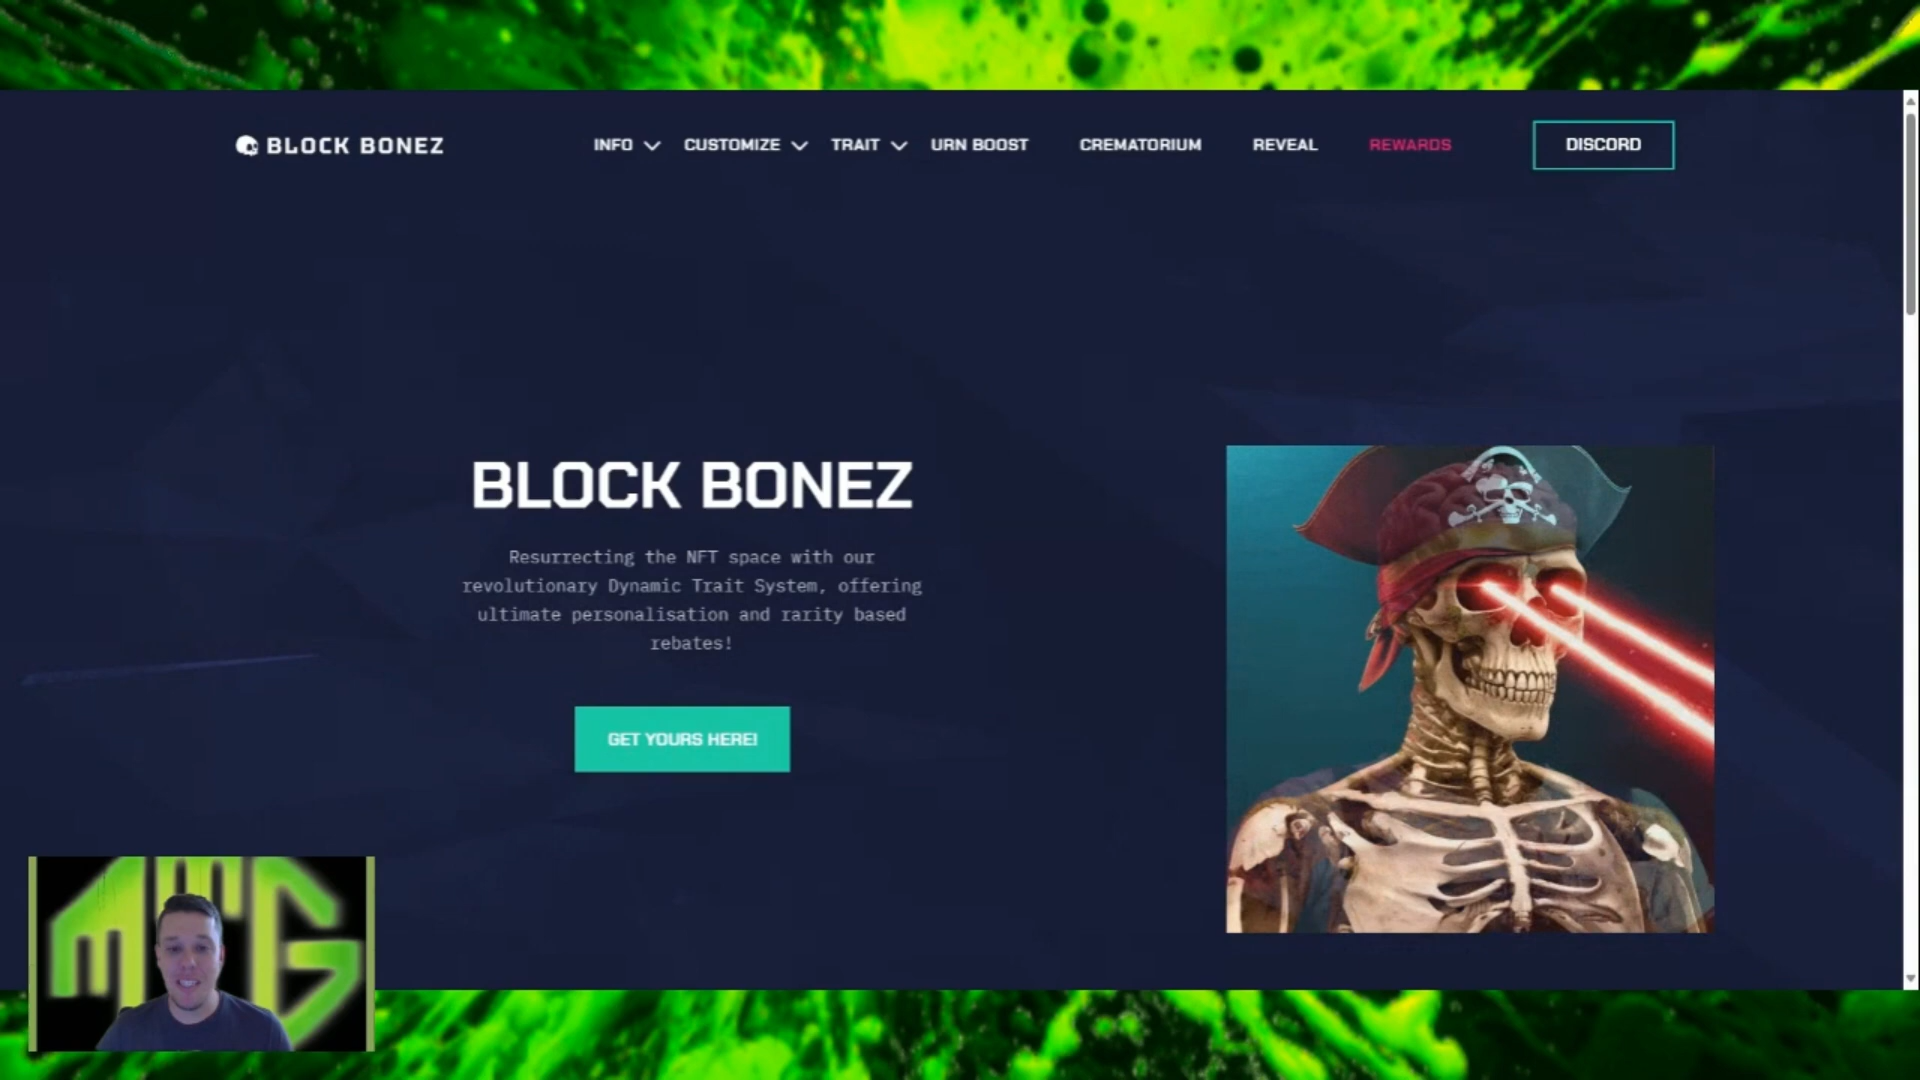 BLOCK BONEZ
INFO CUSTOMIZE TRAIT URN BOOST CREMATORIUM REVEAL REWARDS DISCORD
BLOCK BONEZ
Resurrecting the NFT space with our
revolutionary Dynamic Trait System, offering
ultimate personalisation and rarity based
rebates!
GET YOURS HERE!